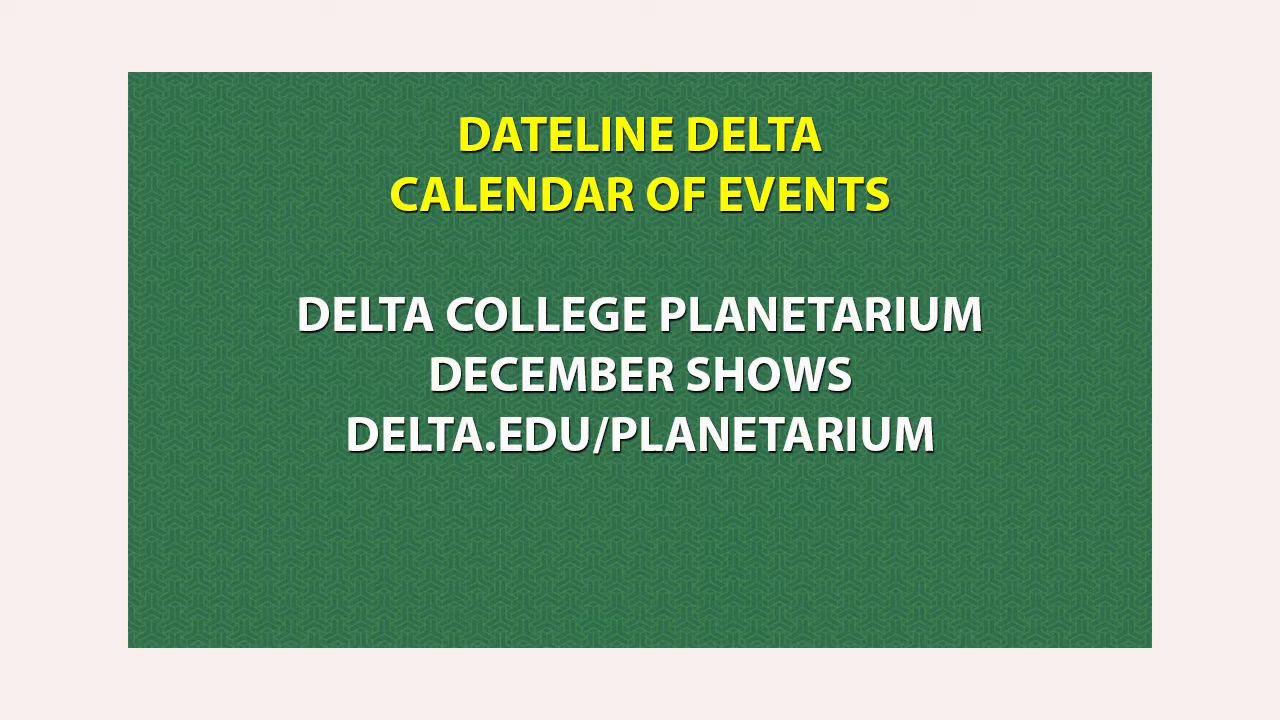 DATELINE DELTA
CALENDAR OF EVENTS
DELTA COLLEGE PLANETARIUM
DECEMBER SHOWS
DELTA.EDU/PLANETARIUM